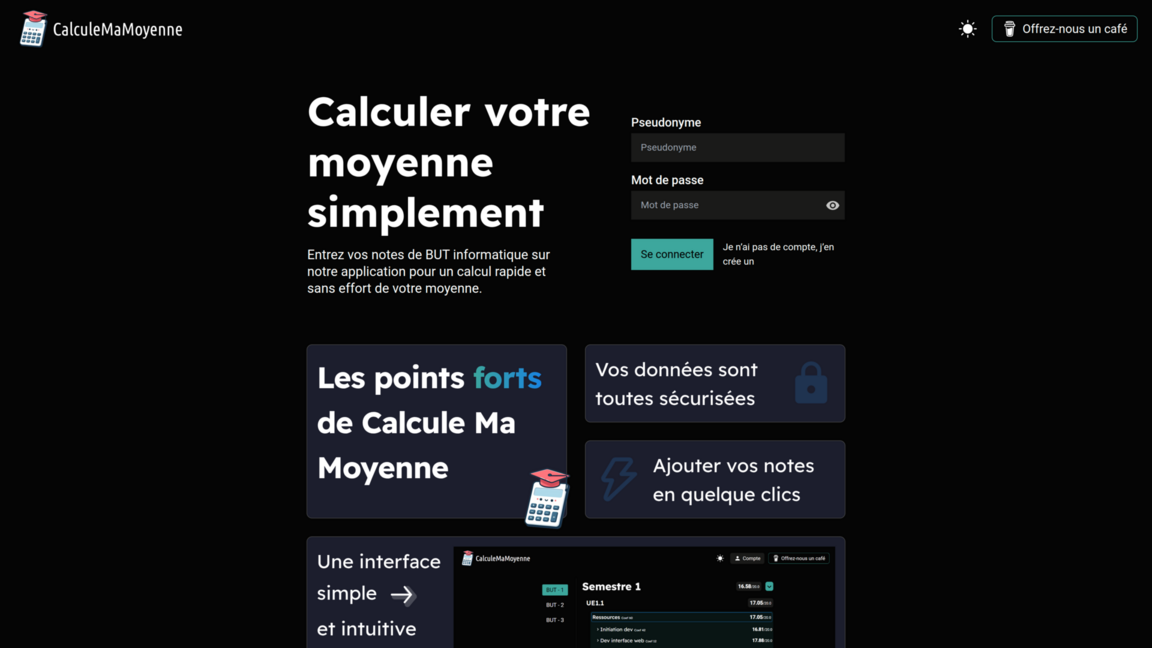 CalculeMaMoyenne
Offrez-nous un café
Calculer votre
moyenne
simplement
Entrez vos notes de BUT informatique sur
notre application pour un calcul rapide et
sans effort de votre moyenne.
Pseudonyme
Pseudonyme
Mot de passe
Mot de passe
Se connecter
Je n'ai pas de compte, j'en
crée un
Les points forts
de Calcule Ma
Moyenne
Vos données sont
toutes sécurisées
Ajouter vos notes
en quelque clics
Une interface
simple
et intuitive
CalculeMaMoyenne
Compte
Offrez-nous un café
BUT - 1
BUT - 2
BUT - 3
Semestre 1
16.58
UE1.1
17.05
Ressources
17.05
Initiation dev
16.81
Dev interface web
17.88